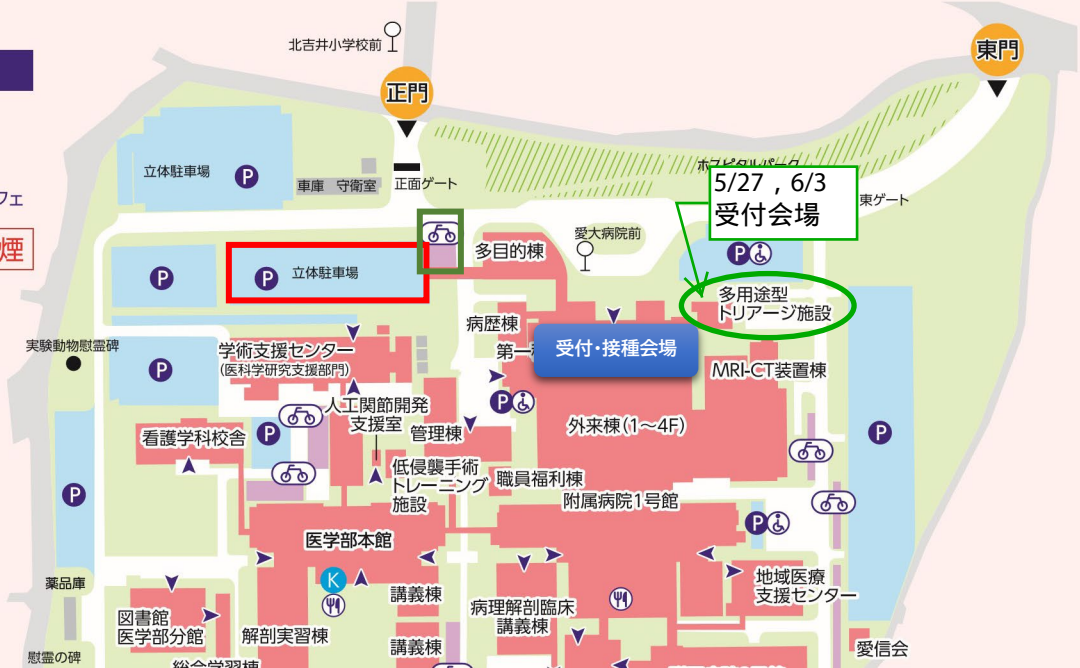 北吉井小学校前
正門
東門
立体駐車場
P
車庫 守衛室
正面ゲート
ホスピタルパーク
5/27，6/3
受付会場
東ゲート
フェ
煙
多目的棟
愛大病院前
P
P
立体駐車場
P
多用途型
トリアージ施設
病歴棟
第一
受付・接種会場
実験動物慰霊碑
P
学術支援センター
(医科学研究支援部門)
MRI-CT装置棟
P
人工関節開発
支援室
管理棟
外来棟(1～4F)
P
看護学科校舎
P
低侵襲手術
トレーニング
施設
職員福利棟
P
附属病院1号館
P
医学部本館
K
薬品庫
講義棟
病理解剖臨床
講義棟
地域医療
支援センター
図書館
医学部分館
解剖実習棟
講義棟
愛信会
慰霊の碑
総合学習棟